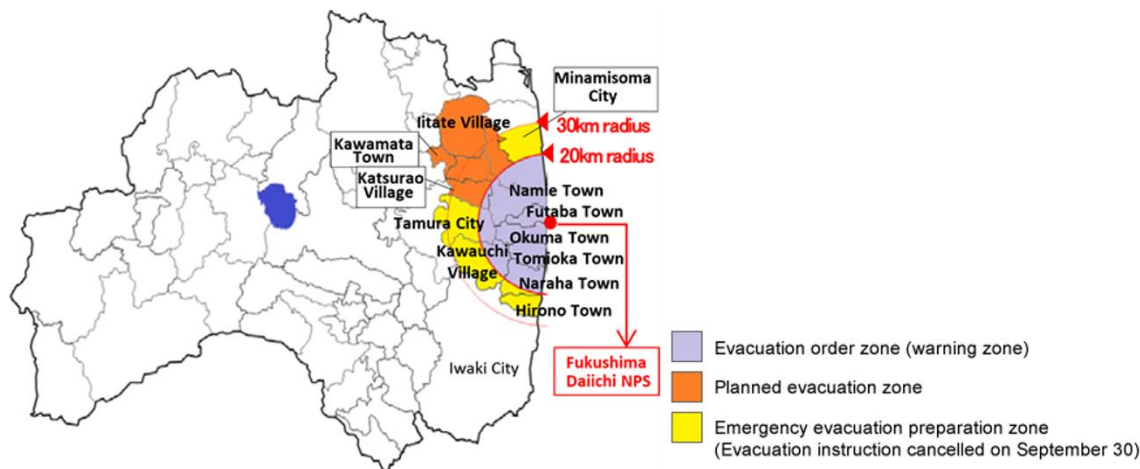 Minamisoma
City
Iitate Village
30km radius
Kawamata
Town
20km radius
Katsurao
Village
Namie Town
Futaba Town
Tamura City
Okuma Town
Kawauchi
Village
Tomioka Town
Naraha Town
Hirono Town
Iwaki City
Fukushima
Daiichi NPS
Evacuation order zone (warning zone)
Planned evacuation zone
Emergency evacuation preparation zone
(Evacuation instruction cancelled on September 30)